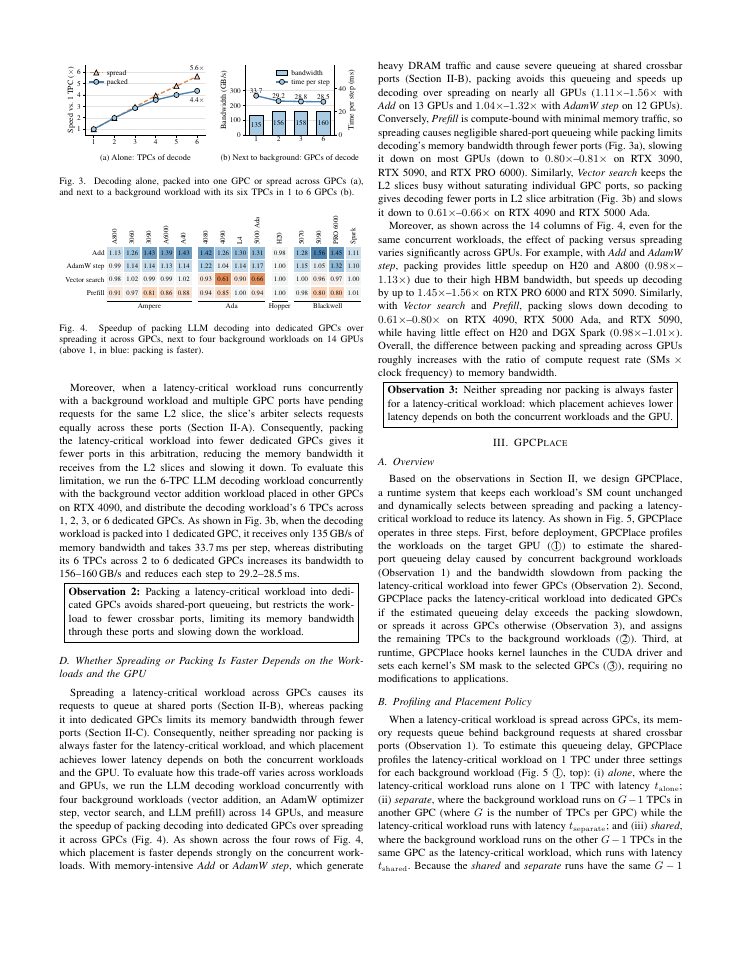 Speed vs. 1 TPC (×)
6
5
4
3
2
1
spread
packed
5.6×
4.4×
1 2 3 4 5 6
(a) Alone: TPCs of decode
Bandwidth (GB/s)
300
200
100
0
bandwidth
time per step
33.7 29.2 28.8 28.5
135 156 158 160
1 2 3 6
40
20
0
Time per step (ms)
(b) Next to background: GPCs of decode
Fig. 3. Decoding alone, packed into one GPC or spread across GPCs (a),
and next to a background workload with its six TPCs in 1 to 6 GPCs (b).
A800 3060 3090 A6000 A40 4080 4090 L4 5000 Ada H20 5070 5090 PRO 6000 Spark
Add 1.13 1.26 1.43 1.39 1.43 1.42 1.26 1.30 1.31 0.98 1.28 1.56 1.45 1.11
AdamW step 0.99 1.14 1.14 1.13 1.14 1.22 1.04 1.14 1.17 1.00 1.15 1.05 1.32 1.10
Vector search 0.98 1.02 0.99 0.99 1.02 0.93 0.61 0.90 0.66 1.00 1.00 0.96 0.97 1.00
Prefill 0.91 0.97 0.81 0.86 0.88 0.94 0.85 1.00 0.94 1.00 0.98 0.80 0.80 1.01
Ampere Ada Hopper Blackwell
Fig. 4. Speedup of packing LLM decoding into dedicated GPCs over
spreading it across GPCs, next to four background workloads on 14 GPUs
(above 1, in blue: packing is faster).
Moreover, when a latency-critical workload runs concurrently
with a background workload and multiple GPC ports have pending
requests for the same L2 slice, the slice's arbiter selects requests
equally across these ports (Section II-A). Consequently, packing
the latency-critical workload into fewer dedicated GPCs gives it
fewer ports in this arbitration, reducing the memory bandwidth it
receives from the L2 slices and slowing it down. To evaluate this
limitation, we run the 6-TPC LLM decoding workload concurrently
with the background vector addition workload placed in other GPCs
on RTX 4090, and distribute the decoding workload's 6 TPCs across
1, 2, 3, or 6 dedicated GPCs. As shown in Fig. 3b, when the decoding
workload is packed into 1 dedicated GPC, it receives only 135 GB/s of
memory bandwidth and takes 33.7 ms per step, whereas distributing
its 6 TPCs across 2 to 6 dedicated GPCs increases its bandwidth to
156–160 GB/s and reduces each step to 29.2–28.5 ms.
Observation 2: Packing a latency-critical workload into dedi-
cated GPCs avoids shared-port queueing, but restricts the work-
load to fewer crossbar ports, limiting its memory bandwidth
through these ports and slowing down the workload.
D. Whether Spreading or Packing Is Faster Depends on the Work-
loads and the GPU
Spreading a latency-critical workload across GPCs causes its
requests to queue at shared ports (Section II-B), whereas packing
it into dedicated GPCs limits its memory bandwidth through fewer
ports (Section II-C). Consequently, neither spreading nor packing is
always faster for the latency-critical workload, and which placement
achieves lower latency depends on both the concurrent workloads
and the GPU. To evaluate how this trade-off varies across workloads
and GPUs, we run the LLM decoding workload concurrently with
four background workloads (vector addition, an AdamW optimizer
step, vector search, and LLM prefill) across 14 GPUs, and measure
the speedup of packing decoding into dedicated GPCs over spreading
it across GPCs (Fig. 4). As shown across the four rows of Fig. 4,
which placement is faster depends strongly on the concurrent work-
loads. With memory-intensive Add or AdamW step, which generate
heavy DRAM traffic and cause severe queueing at shared crossbar
ports (Section II-B), packing avoids this queueing and speeds up
decoding over spreading on nearly all GPUs (1.11×–1.56× with
Add on 13 GPUs and 1.04×–1.32× with AdamW step on 12 GPUs).
Conversely, Prefill is compute-bound with minimal memory traffic, so
spreading causes negligible shared-port queueing while packing limits
decoding's memory bandwidth through fewer ports (Fig. 3a), slowing
it down on most GPUs (down to 0.80×–0.81× on RTX 3090,
RTX 5090, and RTX PRO 6000). Similarly, Vector search keeps the
L2 slices busy without saturating individual GPC ports, so packing
gives decoding fewer ports in L2 slice arbitration (Fig. 3b) and slows
it down to 0.61×–0.66× on RTX 4090 and RTX 5000 Ada.
Moreover, as shown across the 14 columns of Fig. 4, even for the
same concurrent workloads, the effect of packing versus spreading
varies significantly across GPUs. For example, with Add and AdamW
step, packing provides little speedup on H20 and A800 (0.98×–
1.13×) due to their high HBM bandwidth, but speeds up decoding
by up to 1.45×–1.56× on RTX PRO 6000 and RTX 5090. Similarly,
with Vector search and Prefill, packing slows down decoding to
0.61×–0.80× on RTX 4090, RTX 5000 Ada, and RTX 5090,
while having little effect on H20 and DGX Spark (0.98×–1.01×).
Overall, the difference between packing and spreading across GPUs
roughly increases with the ratio of compute request rate (SMs ×
clock frequency) to memory bandwidth.
Observation 3: Neither spreading nor packing is always faster
for a latency-critical workload: which placement achieves lower
latency depends on both the concurrent workloads and the GPU.
III. GPCPLACE
A. Overview
Based on the observations in Section II, we design GPCPlace,
a runtime system that keeps each workload's SM count unchanged
and dynamically selects between spreading and packing a latency-
critical workload to reduce its latency. As shown in Fig. 5, GPCPlace
operates in three steps. First, before deployment, GPCPlace profiles
the workloads on the target GPU (①) to estimate the shared-
port queueing delay caused by concurrent background workloads
(Observation 1) and the bandwidth slowdown from packing the
latency-critical workload into fewer GPCs (Observation 2). Second,
GPCPlace packs the latency-critical workload into dedicated GPCs
if the estimated queueing delay exceeds the packing slowdown,
or spreads it across GPCs otherwise (Observation 3), and assigns
the remaining TPCs to the background workloads (②). Third, at
runtime, GPCPlace hooks kernel launches in the CUDA driver and
sets each kernel's SM mask to the selected GPCs (③), requiring no
modifications to applications.
B. Profiling and Placement Policy
When a latency-critical workload is spread across GPCs, its mem-
ory requests queue behind background requests at shared crossbar
ports (Observation 1). To estimate this queueing delay, GPCPlace
profiles the latency-critical workload on 1 TPC under three settings
for each background workload (Fig. 5 ①, top): (i) alone, where the
latency-critical workload runs alone on 1 TPC with latency t_alone;
(ii) separate, where the background workload runs on G − 1 TPCs in
another GPC (where G is the number of TPCs per GPC) while the
latency-critical workload runs with latency t_separate; and (iii) shared,
where the background workload runs on the other G − 1 TPCs in the
same GPC as the latency-critical workload, which runs with latency
t_shared. Because the shared and separate runs have the same G − 1